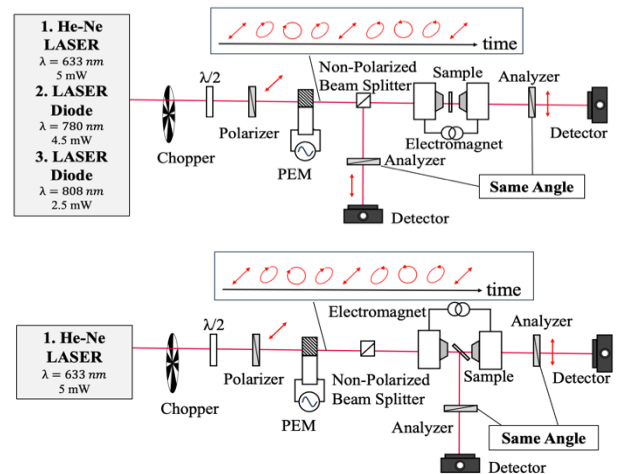 1. He-Ne
LASER
λ = 633 nm
5 mW
2. LASER
Diode
λ = 780 nm
4.5 mW
3. LASER
Diode
λ = 808 nm
2.5 mW
Chopper
λ/2
Polarizer
PEM
time
Non-Polarized
Beam Splitter
Sample
Electromagnet
Analyzer
Detector
Analyzer
Same Angle
Detector
1. He-Ne
LASER
λ = 633 nm
5 mW
Chopper
λ/2
Polarizer
PEM
time
Non-Polarized
Beam Splitter
Electromagnet
Sample
Analyzer
Detector
Analyzer
Same Angle
Detector